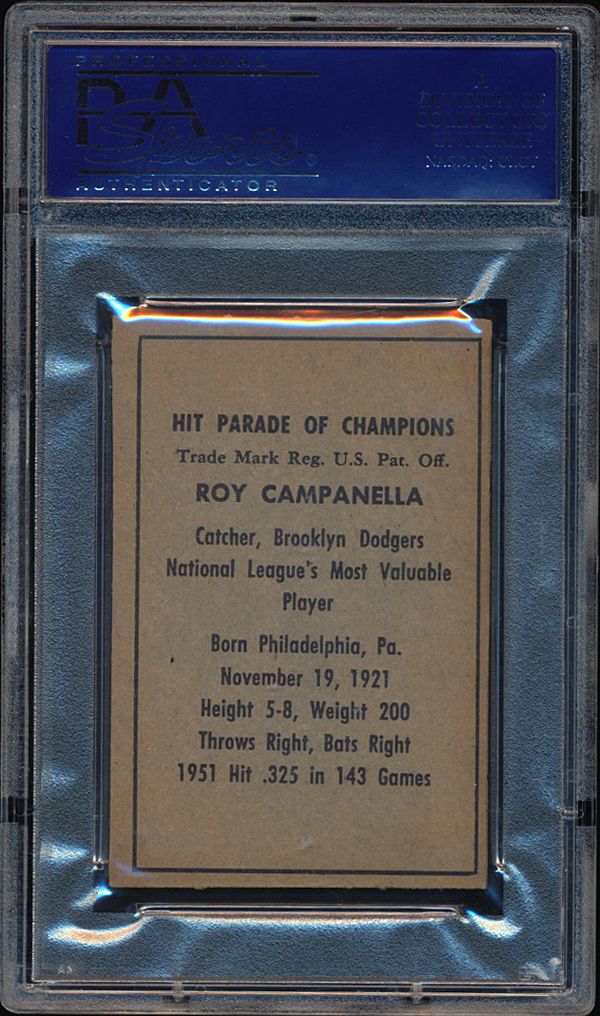 PROFESSIONAL
PSA
Sports
AUTHENTICATOR
A
DIVISION OF
COLLECTORS
UNIVERSE
NASDAQ: CLCT
HIT PARADE OF CHAMPIONS
Trade Mark Reg. U.S. Pat. Off.
ROY CAMPANELLA
Catcher, Brooklyn Dodgers
National League's Most Valuable
Player
Born Philadelphia, Pa.
November 19, 1921
Height 5-8, Weight 200
Throws Right, Bats Right
1951 Hit .325 in 143 Games